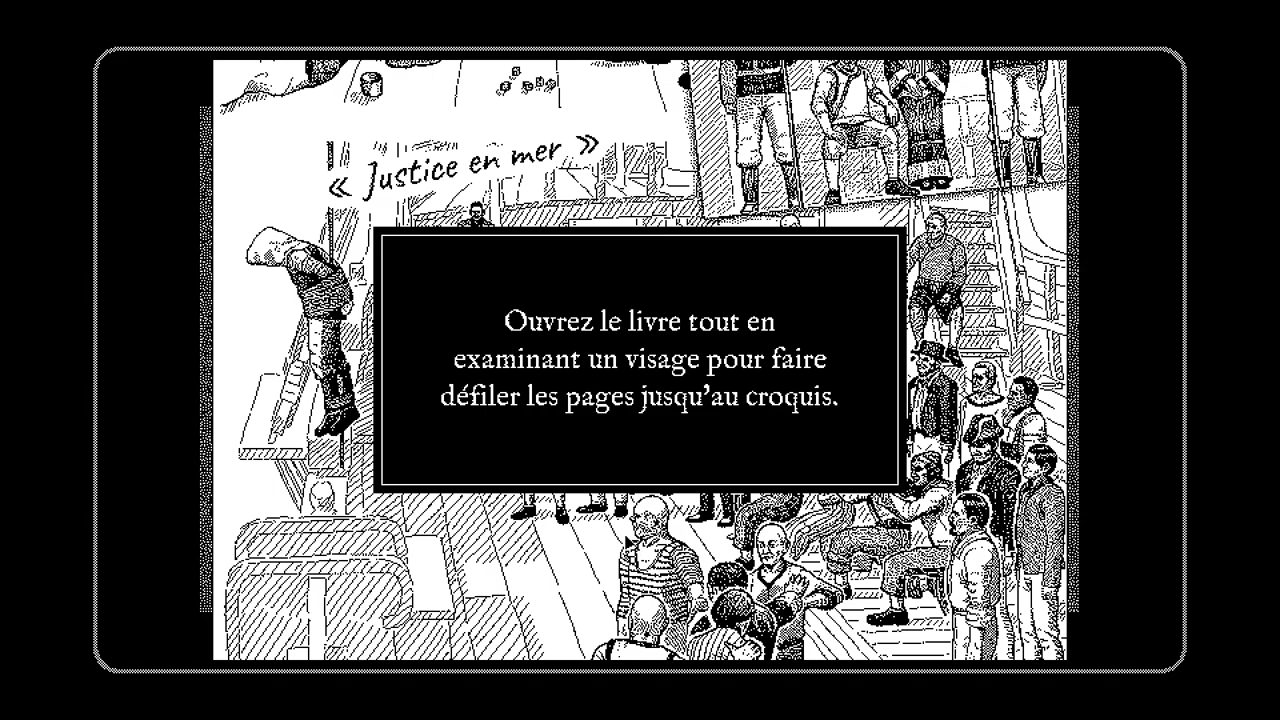 « Justice en mer »
Ouvrez le livre tout en
examinant un visage pour faire
défiler les pages jusqu’au croquis.